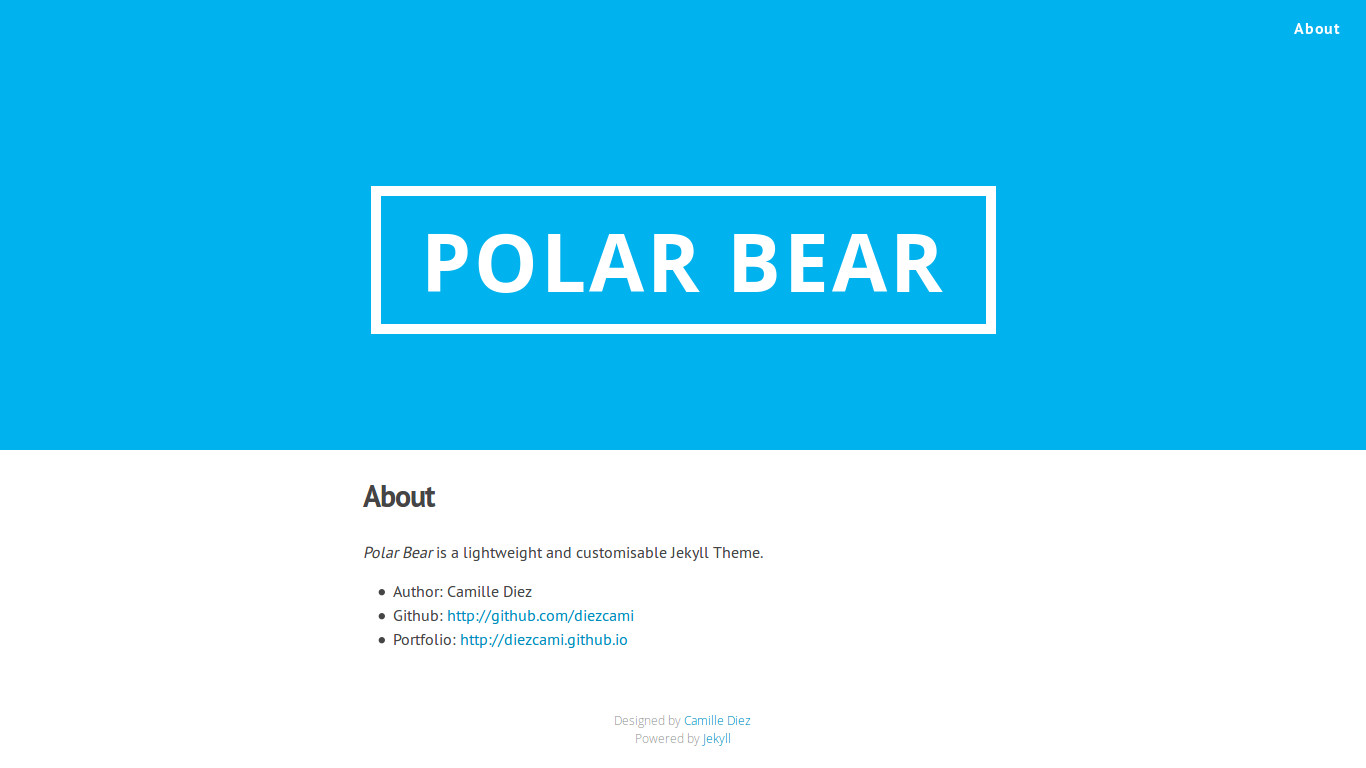 About
POLAR BEAR
About
Polar Bear is a lightweight and customisable Jekyll Theme.
• Author: Camille Diez
• Github: http://github.com/diezcami
• Portfolio: http://diezcami.github.io
Designed by Camille Diez
Powered by Jekyll